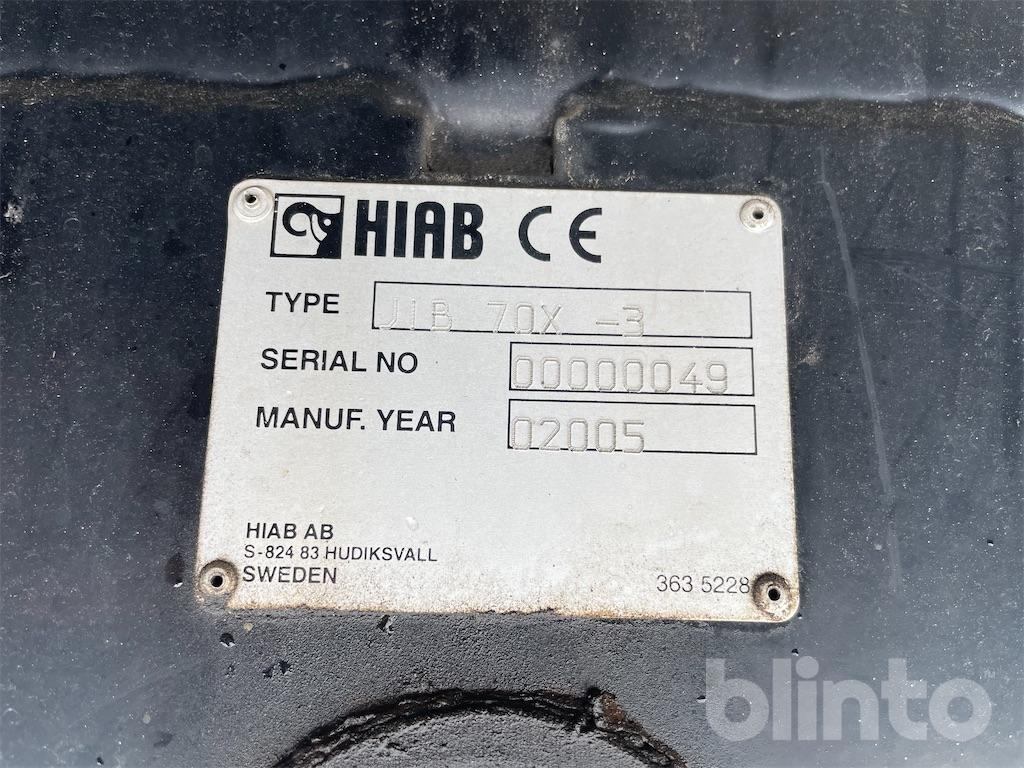 HIAB CE
TYPE JIB 70X -3
SERIAL NO 00000049
MANUF. YEAR 02005
HIAB AB
S-824 83 HUDIKSVALL
SWEDEN 363 5228
blinto